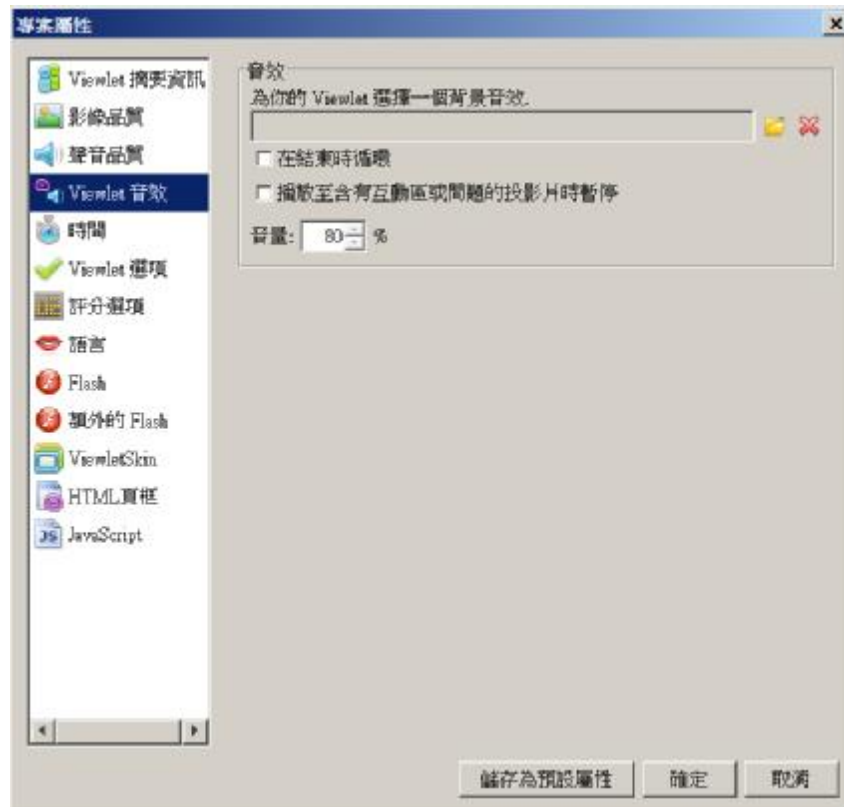 專案屬性
Viewlet 摘要資訊
影像品質
聲音品質
Viewlet 音效
時間
Viewlet 選項
評分選項
語言
Flash
額外的 Flash
ViewletSkin
HTML頁框
JavaScript
音效
為你的 Viewlet 選擇一個背景音效.
在結束時循環
播放至含有互動區或問題的投影片時暫停
音量: 80 %
儲存為預設屬性
確定
取消